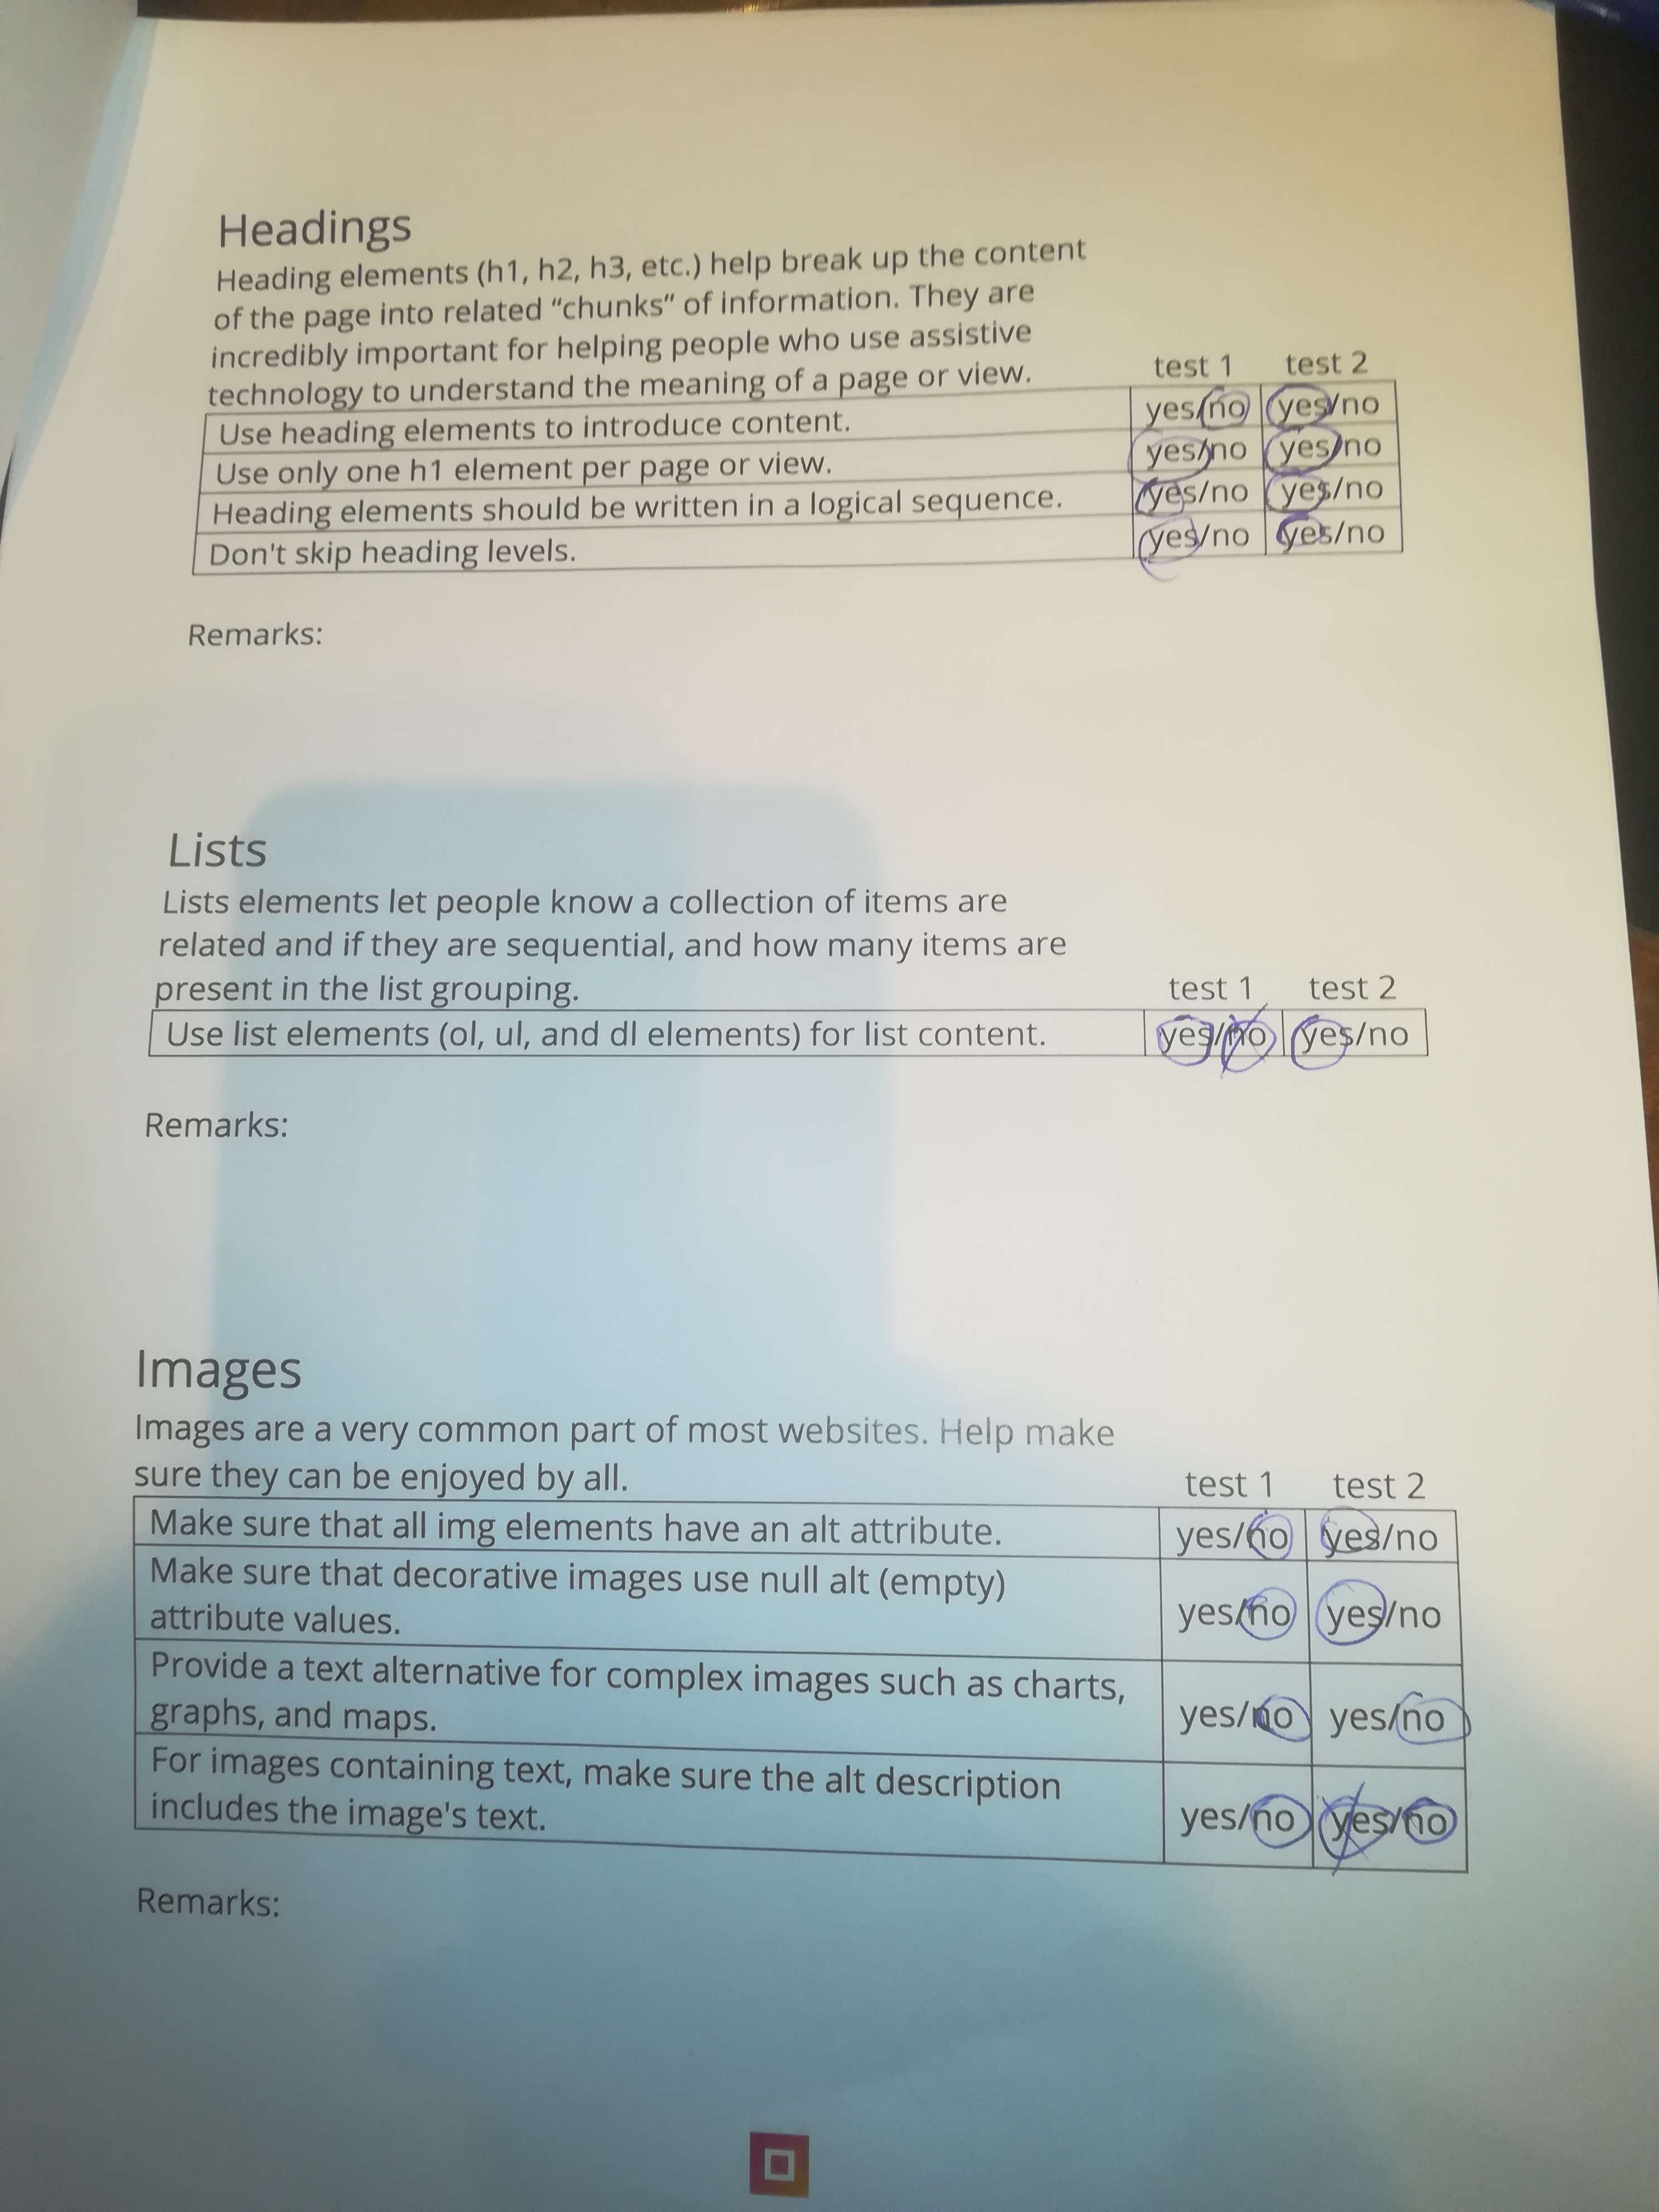 Headings
Heading elements (h1, h2, h3, etc.) help break up the content
of the page into related “chunks” of information. They are
incredibly important for helping people who use assistive
technology to understand the meaning of a page or view.
test 1 test 2
Use heading elements to introduce content. yes/no yes/no
Use only one h1 element per page or view. yes/no yes/no
Heading elements should be written in a logical sequence. yes/no yes/no
Don't skip heading levels. yes/no yes/no
Remarks:
Lists
Lists elements let people know a collection of items are
related and if they are sequential, and how many items are
present in the list grouping.
test 1 test 2
Use list elements (ol, ul, and dl elements) for list content. yes/no yes/no
Remarks:
Images
Images are a very common part of most websites. Help make
sure they can be enjoyed by all.
test 1 test 2
Make sure that all img elements have an alt attribute. yes/no yes/no
Make sure that decorative images use null alt (empty)
attribute values. yes/no yes/no
Provide a text alternative for complex images such as charts,
graphs, and maps. yes/no yes/no
For images containing text, make sure the alt description
includes the image's text. yes/no yes/no
Remarks: